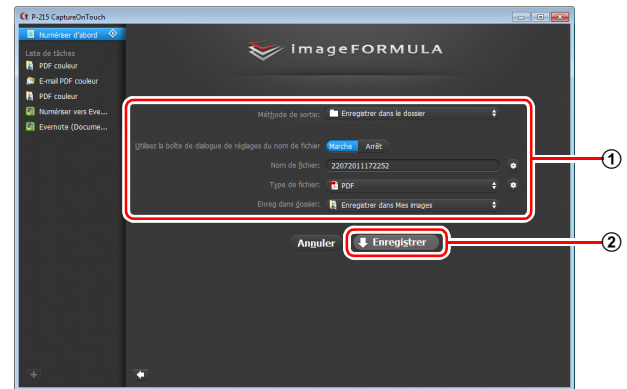 P-215 CaptureOnTouch
Numériser d'abord
Liste de tâches
PDF couleur
E-mail PDF couleur
PDF couleur
Numériser vers Eve...
Evernote (Docume...
imageFORMULA
Méthode de sortie: Enregistrer dans le dossier
Utilisez la boîte de dialogue de réglages du nom de fichier Marche Arrêt
Nom de fichier: 22072011172252
Type de fichier: PDF
Enreg dans dossier: Enregistrer dans Mes images
Annuler Enregistrer
1
2